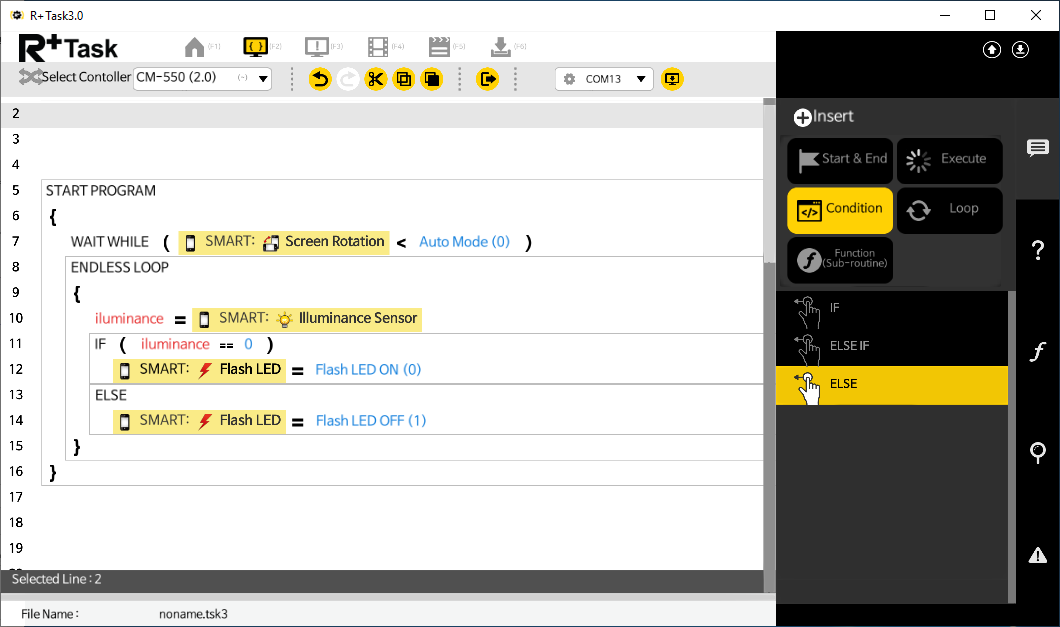 R+Task3.0
R+Task
(F1) (F2) (F3) (F4) (F5) (F6)
Select Contoller CM-550 (2.0) (~) COM13
Insert
Start & End Execute
Condition Loop
Function
(Sub-routine)
IF
ELSE IF
ELSE
2
3
4
5 START PROGRAM
6 {
7 WAIT WHILE ( SMART: Screen Rotation < Auto Mode (0) )
8 ENDLESS LOOP
9 {
10 iluminance = SMART: Illuminance Sensor
11 IF ( iluminance == 0 )
12 SMART: Flash LED = Flash LED ON (0)
13 ELSE
14 SMART: Flash LED = Flash LED OFF (1)
15 }
16 }
17
18
19
Selected Line : 2
File Name : noname.tsk3